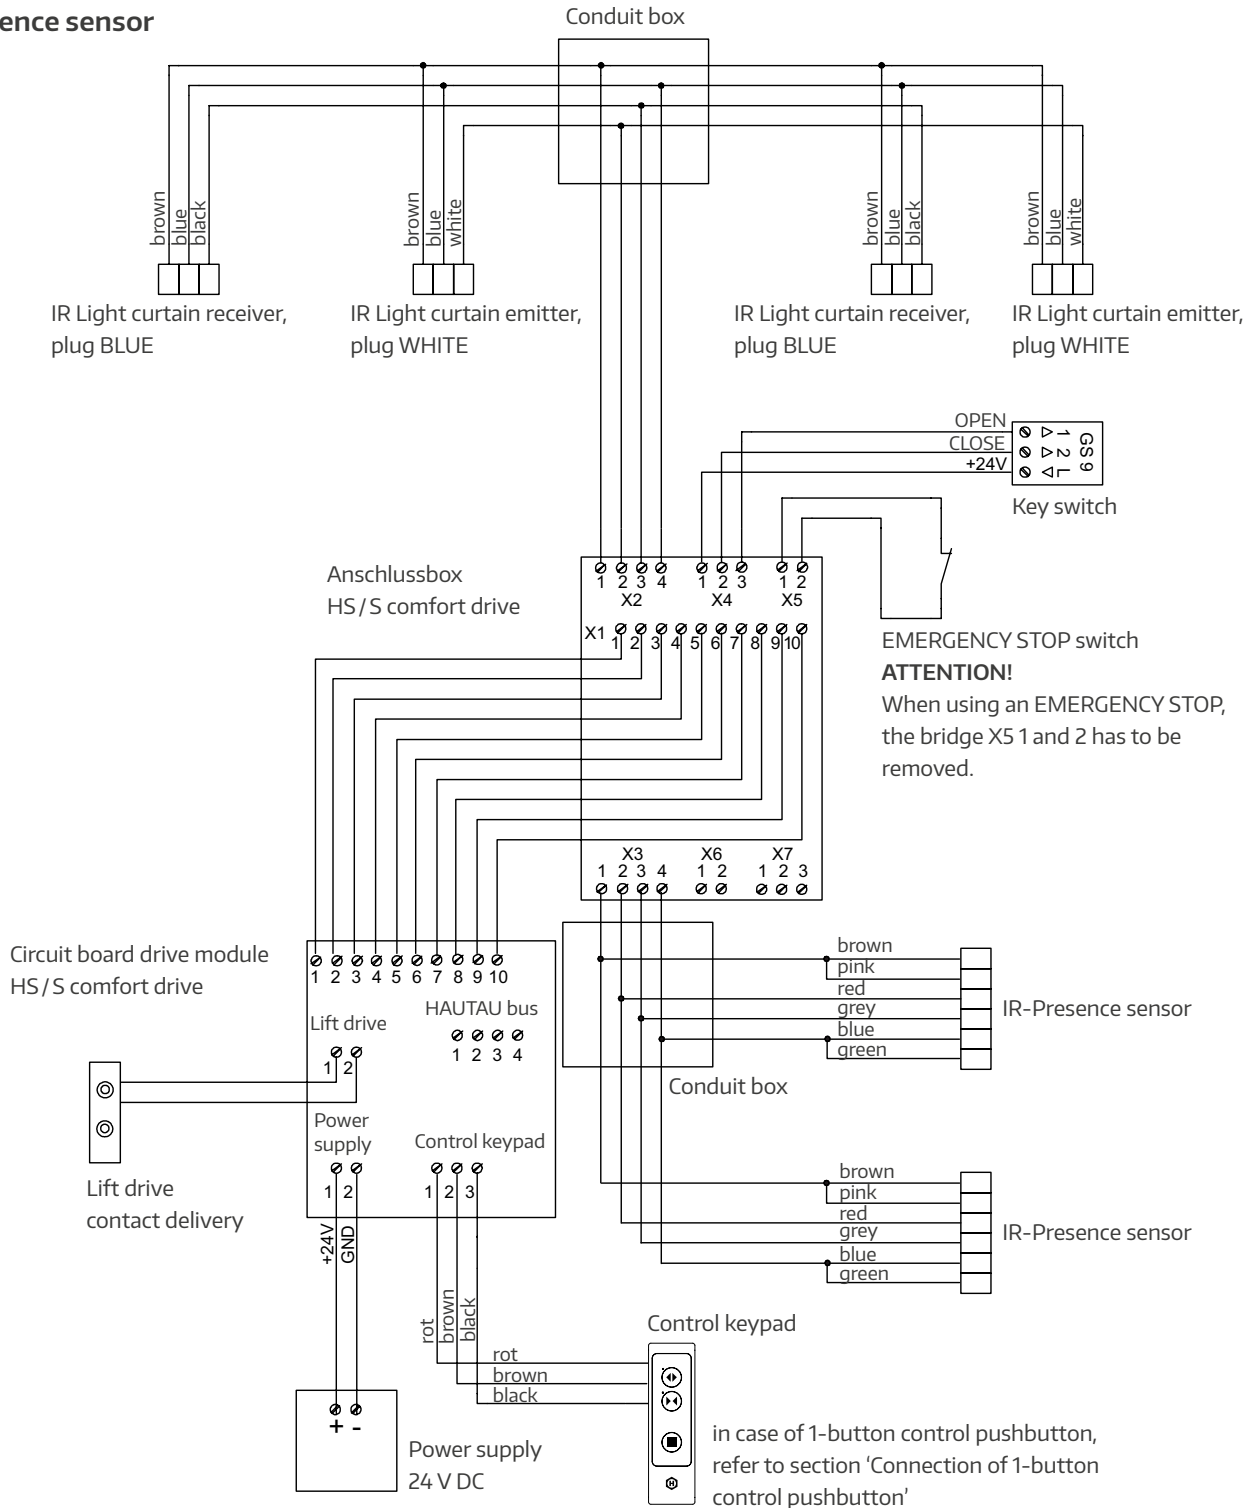 ence sensor
Conduit box
brown
blue
black
brown
blue
white
brown
blue
black
brown
blue
white
IR Light curtain receiver,
plug BLUE
IR Light curtain emitter,
plug WHITE
IR Light curtain receiver,
plug BLUE
IR Light curtain emitter,
plug WHITE
OPEN
CLOSE
+24V
1
2
L
GS 9
Key switch
Anschlussbox
HS / S comfort drive
1 2 3 4 1 2 3 1 2
X2 X4 X5
X1 1 2 3 4 5 6 7 8 9 10
EMERGENCY STOP switch
ATTENTION!
When using an EMERGENCY STOP,
the bridge X5 1 and 2 has to be
removed.
X3 X6 X7
1 2 3 4 1 2 1 2 3
Circuit board drive module
HS / S comfort drive
1 2 3 4 5 6 7 8 9 10
HAUTAU bus
1 2 3 4
Lift drive
1 2
Power
supply
1 2
Control keypad
1 2 3
Lift drive
contact delivery
brown
pink
red
grey
blue
green
IR-Presence sensor
Conduit box
brown
pink
red
grey
blue
green
IR-Presence sensor
+24V
GND
rot
brown
black
rot
brown
black
Control keypad
+ -
Power supply
24 V DC
in case of 1-button control pushbutton,
refer to section ‘Connection of 1-button
control pushbutton’